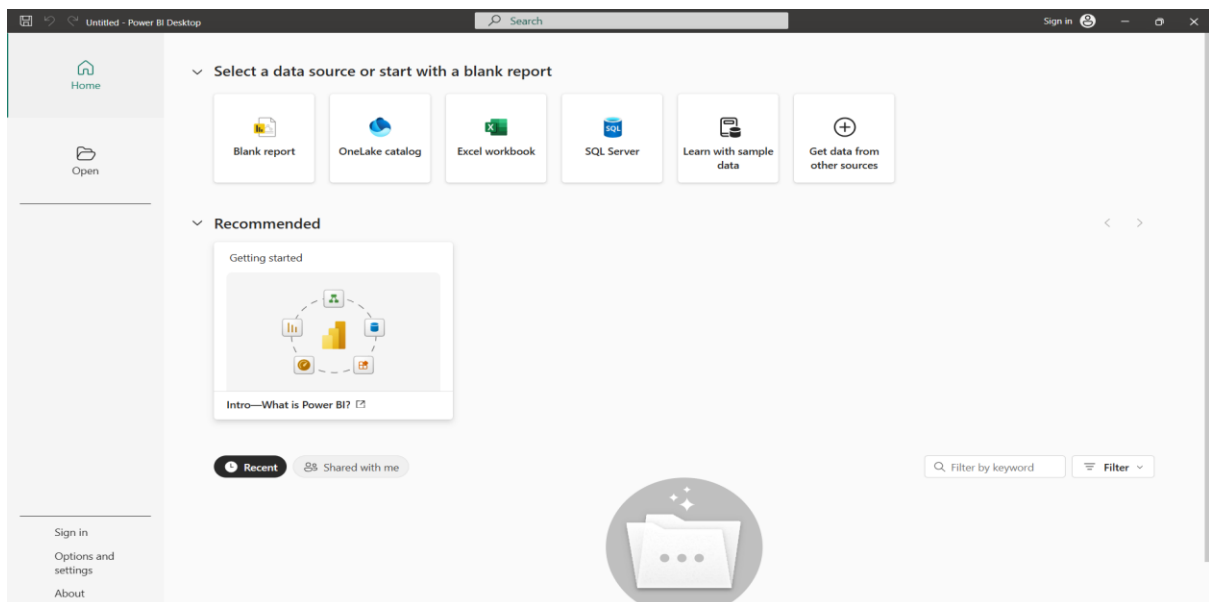 Untitled - Power BI Desktop
Search
Sign in
Home
Open
Select a data source or start with a blank report
Blank report
OneLake catalog
Excel workbook
SQL
SQL Server
Learn with sample
data
Get data from
other sources
Recommended
Getting started
Intro—What is Power BI?
Recent
Shared with me
Filter by keyword
Filter
Sign in
Options and
settings
About